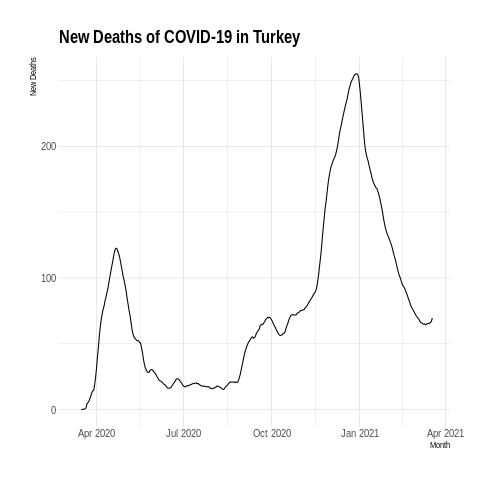 New Deaths of COVID-19 in Turkey
New Deaths
200
100
0
Apr 2020 Jul 2020 Oct 2020 Jan 2021 Apr 2021
Month